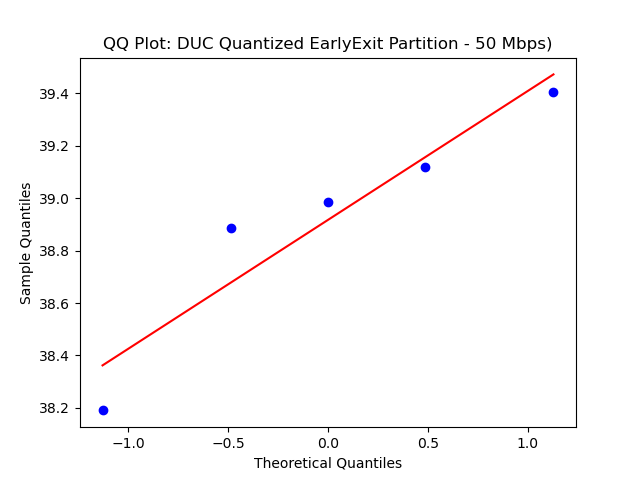 QQ Plot: DUC Quantized EarlyExit Partition - 50 Mbps)
39.4
39.2
39.0
38.8
38.6
38.4
38.2
Sample Quantiles
−1.0 −0.5 0.0 0.5 1.0
Theoretical Quantiles